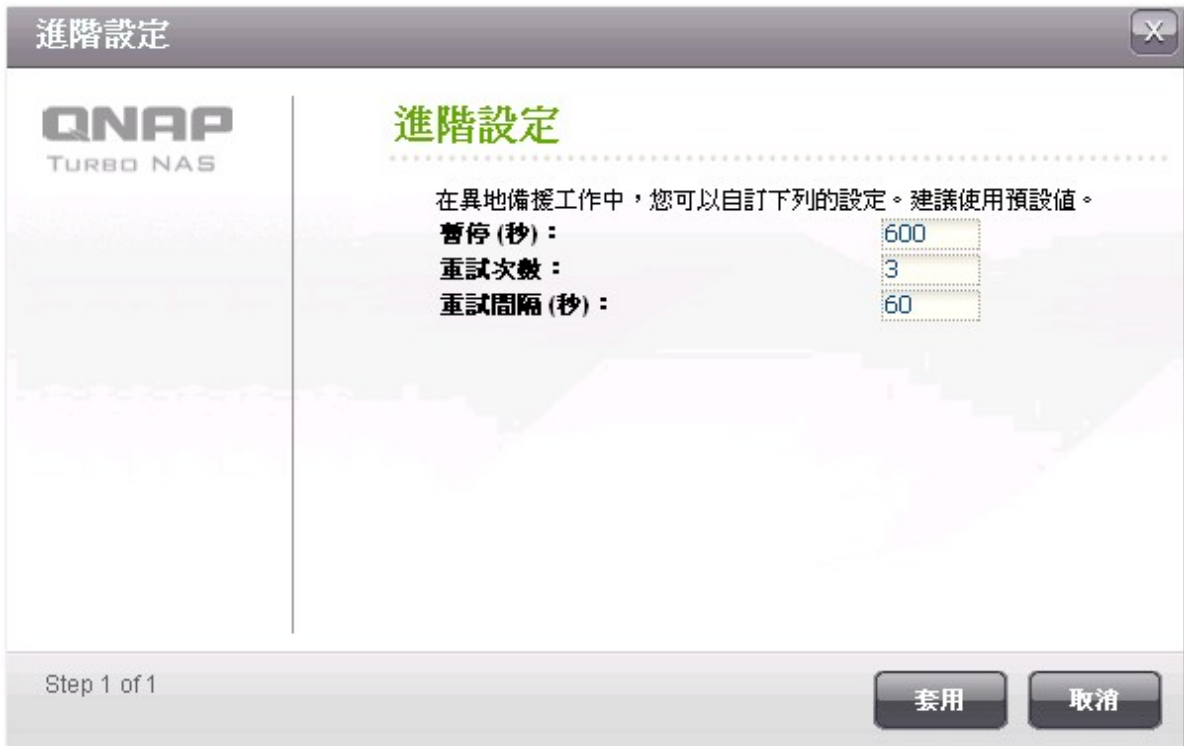 進階設定
X
QNAP
TURBO NAS
進階設定
在異地備援工作中，您可以自訂下列的設定。建議使用預設值。
暫停 (秒)： 600
重試次數： 3
重試間隔 (秒)： 60
Step 1 of 1
套用 取消